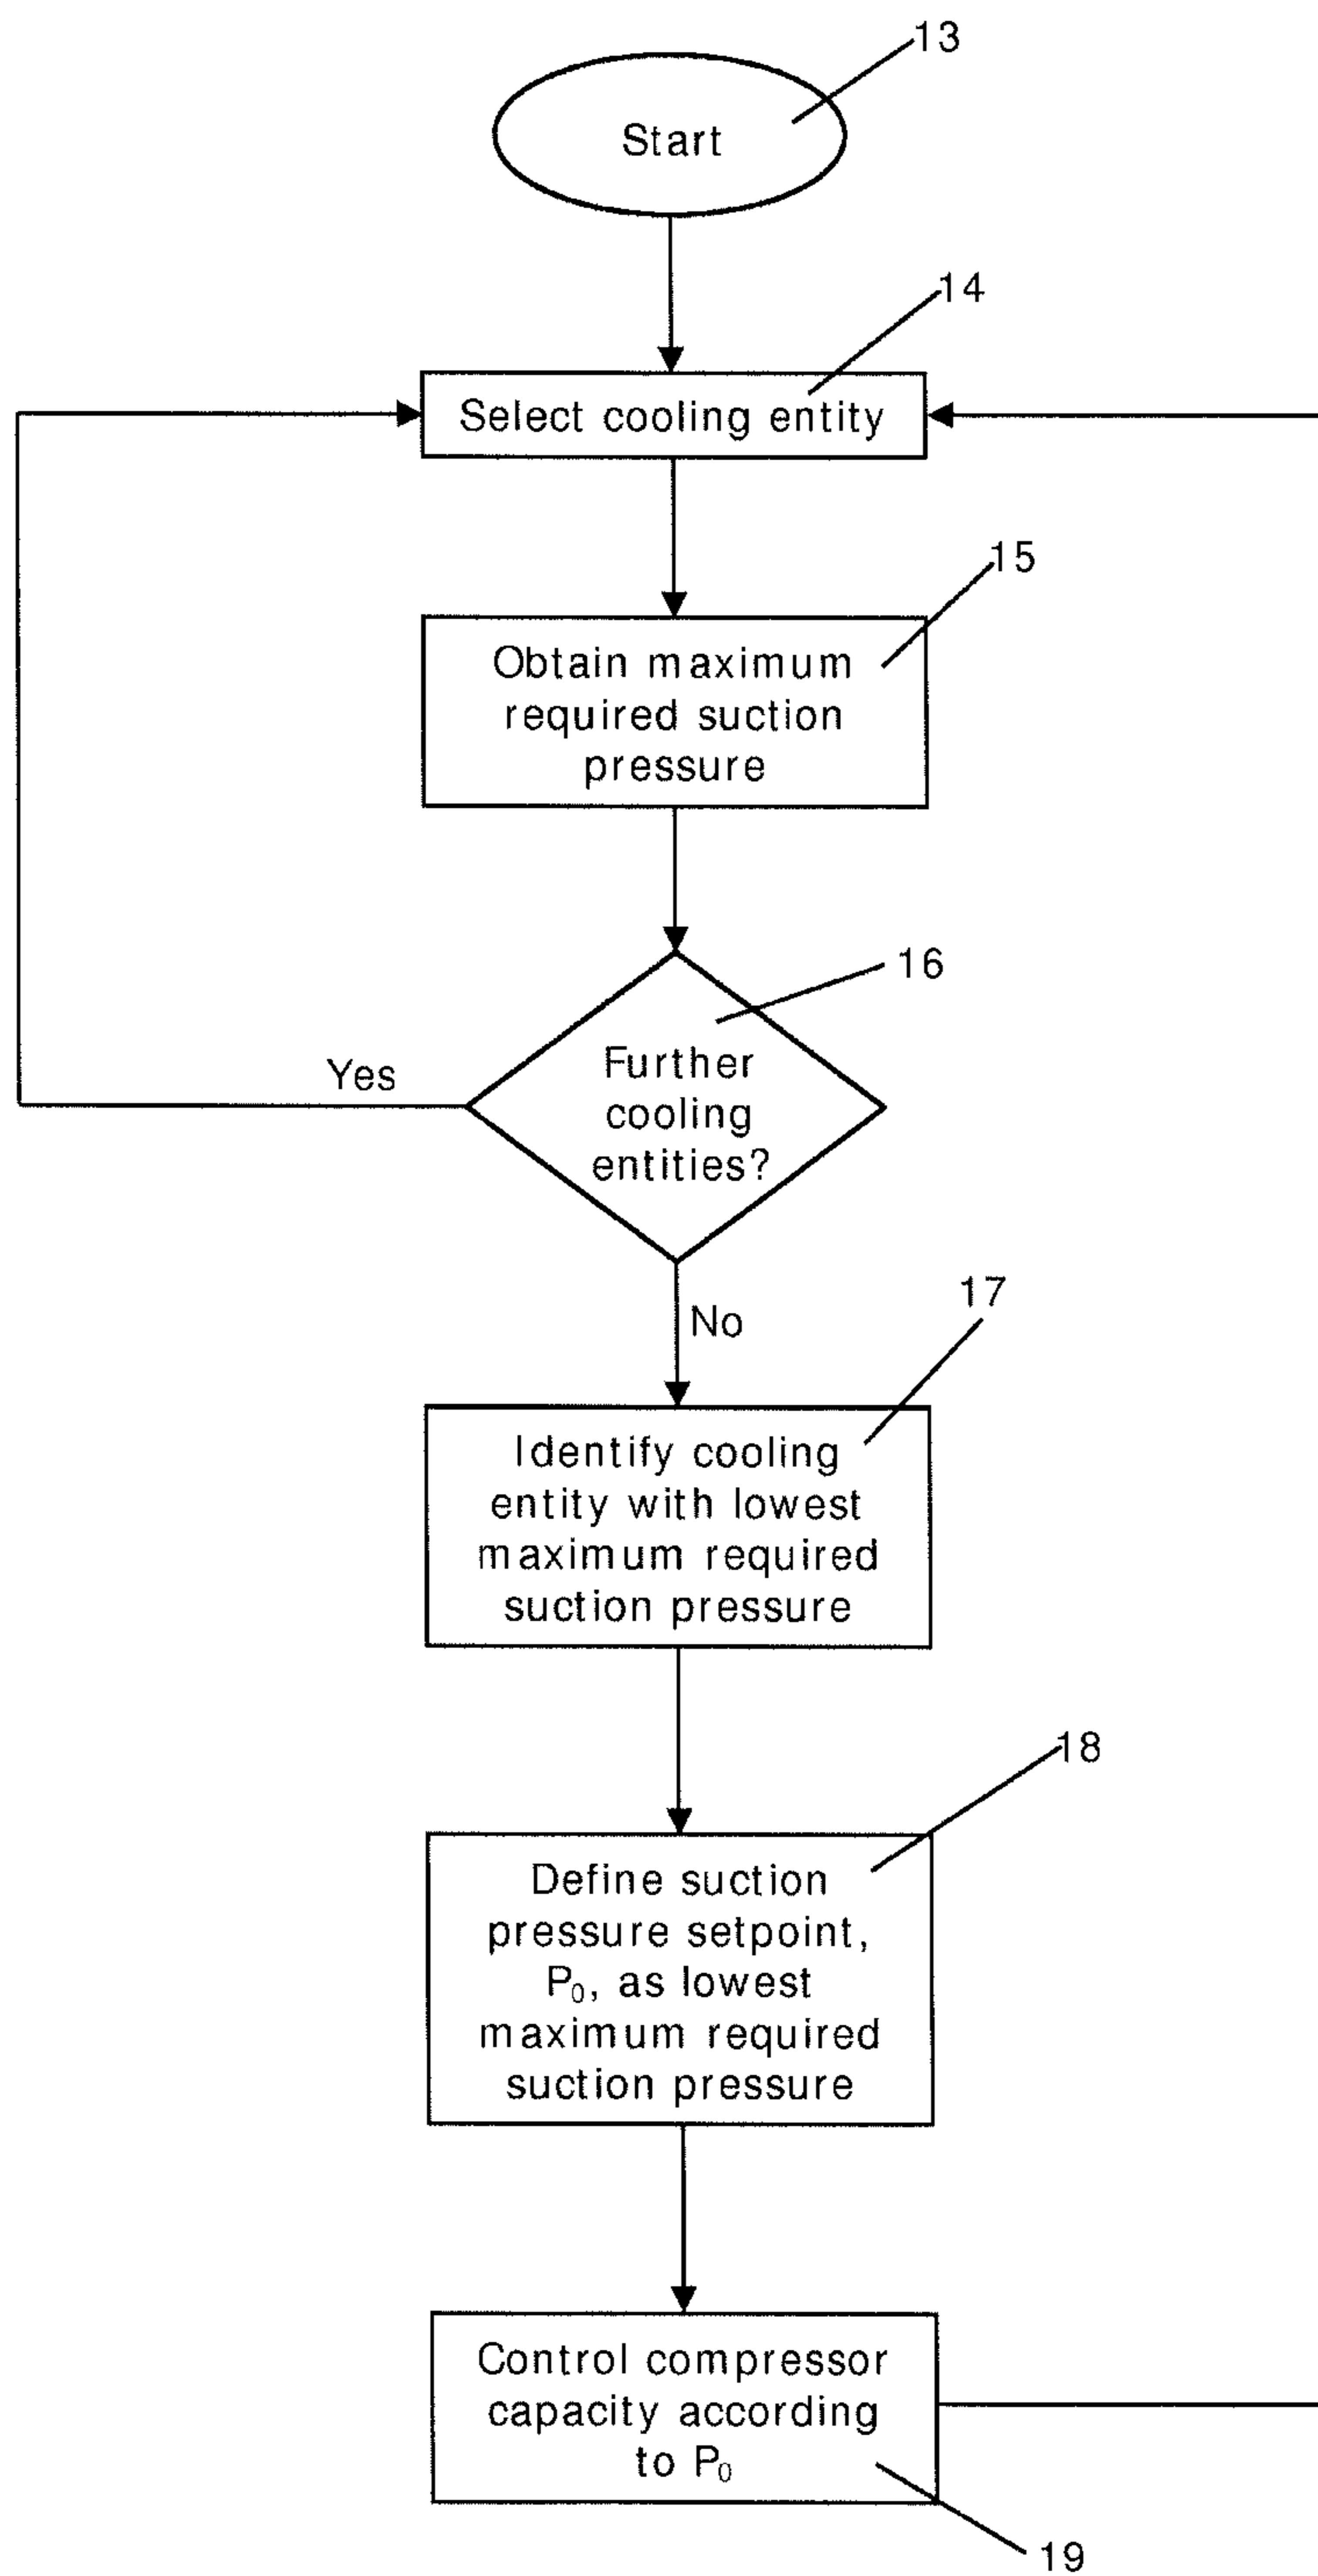 13
Start
14
Select cooling entity
15
Obtain maximum
required suction
pressure
16
Further
cooling
entities?
Yes
No
17
Identify cooling
entity with lowest
maximum required
suction pressure
18
Define suction
pressure setpoint,
P₀, as lowest
maximum required
suction pressure
Control compressor
capacity according
to P₀
19